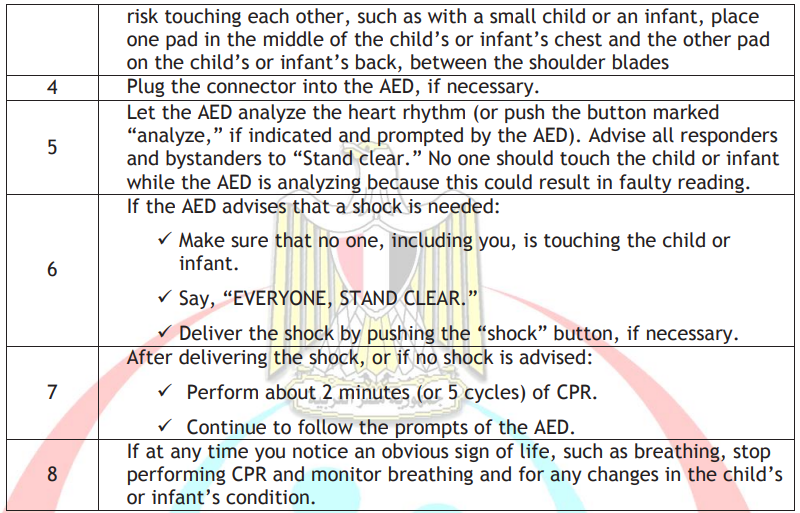 risk touching each other, such as with a small child or an infant, place
one pad in the middle of the child's or infant's chest and the other pad
on the child's or infant's back, between the shoulder blades
4 Plug the connector into the AED, if necessary.
Let the AED analyze the heart rhythm (or push the button marked
"analyze," if indicated and prompted by the AED). Advise all responders
5
and bystanders to "Stand clear." No one should touch the child or infant
while the AED is analyzing because this could result in faulty reading.
If the AED advises that a shock is needed:
✓ Make sure that no one, including you, is touching the child or
infant.
6
✓ Say, "EVERYONE, STAND CLEAR."
✓ Deliver the shock by pushing the "shock" button, if necessary.
After delivering the shock, or if no shock is advised:
7 ✓ Perform about 2 minutes (or 5 cycles) of CPR.
✓ Continue to follow the prompts of the AED.
If at any time you notice an obvious sign of life, such as breathing, stop
8 performing CPR and monitor breathing and for any changes in the child's
or infant's condition.